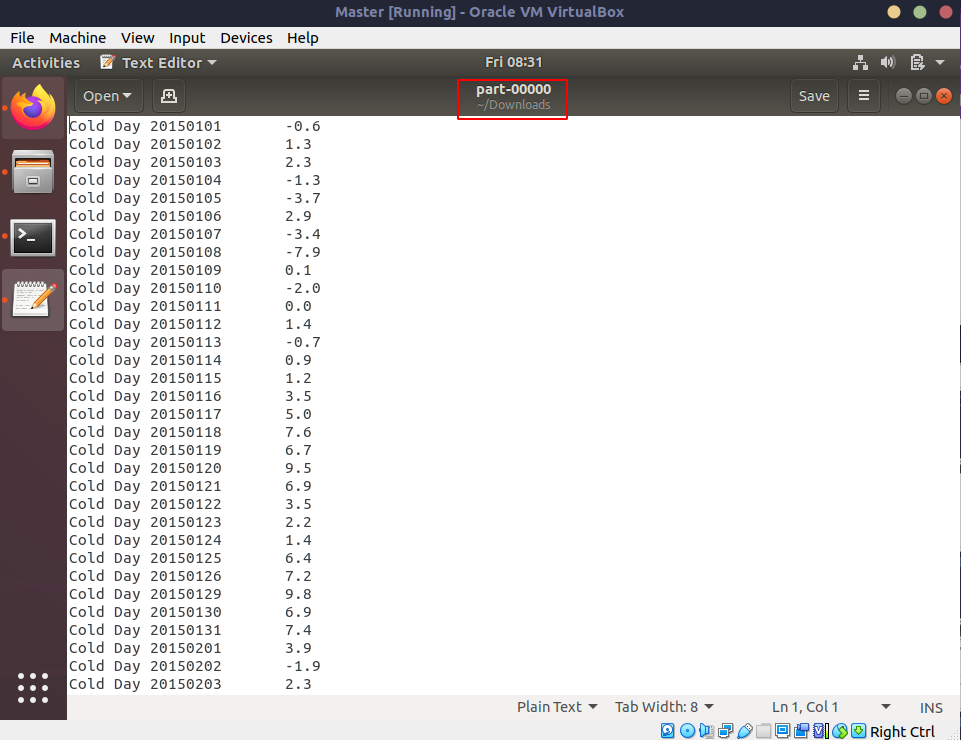 Master [Running] - Oracle VM VirtualBox
File Machine View Input Devices Help
Activities Text Editor Fri 08:31
Open part-00000 Save
~/Downloads
Cold Day 20150101 -0.6
Cold Day 20150102 1.3
Cold Day 20150103 2.3
Cold Day 20150104 -1.3
Cold Day 20150105 -3.7
Cold Day 20150106 2.9
Cold Day 20150107 -3.4
Cold Day 20150108 -7.9
Cold Day 20150109 0.1
Cold Day 20150110 -2.0
Cold Day 20150111 0.0
Cold Day 20150112 1.4
Cold Day 20150113 -0.7
Cold Day 20150114 0.9
Cold Day 20150115 1.2
Cold Day 20150116 3.5
Cold Day 20150117 5.0
Cold Day 20150118 7.6
Cold Day 20150119 6.7
Cold Day 20150120 9.5
Cold Day 20150121 6.9
Cold Day 20150122 3.5
Cold Day 20150123 2.2
Cold Day 20150124 1.4
Cold Day 20150125 6.4
Cold Day 20150126 7.2
Cold Day 20150129 9.8
Cold Day 20150130 6.9
Cold Day 20150131 7.4
Cold Day 20150201 3.9
Cold Day 20150202 -1.9
Cold Day 20150203 2.3
Plain Text Tab Width: 8 Ln 1, Col 1 INS
Right Ctrl